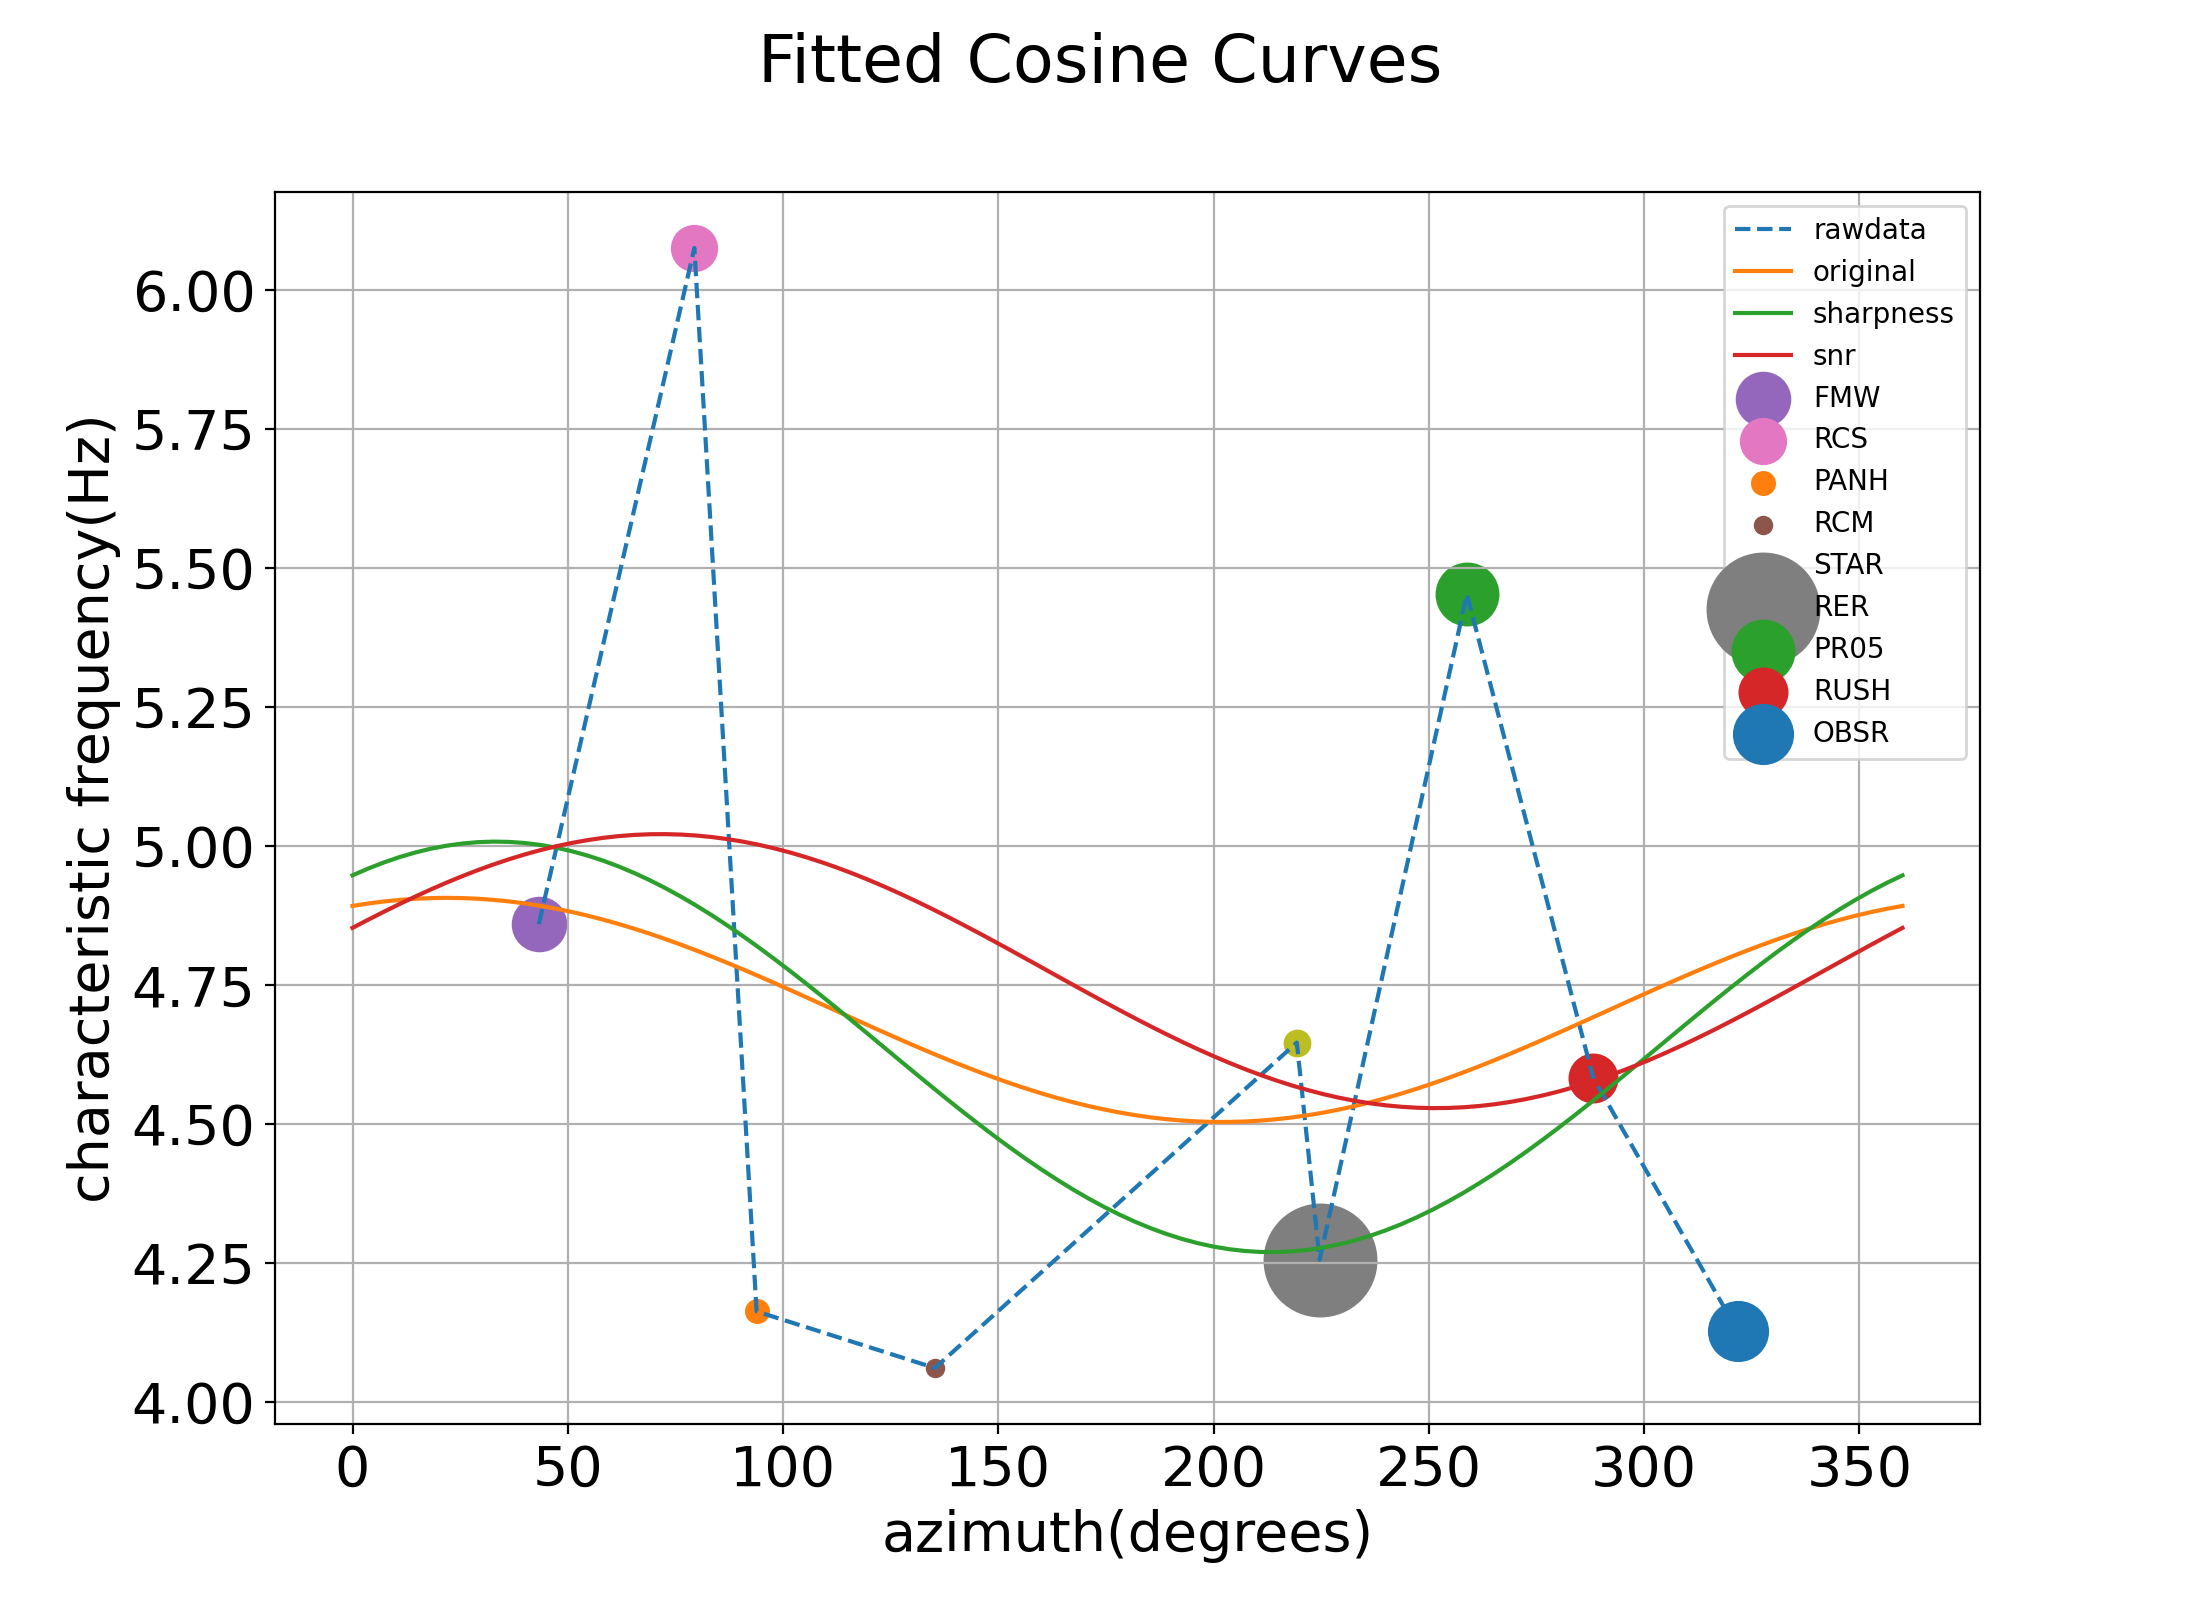 Fitted Cosine Curves
characteristic frequency(Hz)
6.00
5.75
5.50
5.25
5.00
4.75
4.50
4.25
4.00
rawdata
original
sharpness
snr
FMW
RCS
PANH
RCM
STAR
RER
PR05
RUSH
OBSR
0 50 100 150 200 250 300 350
azimuth(degrees)